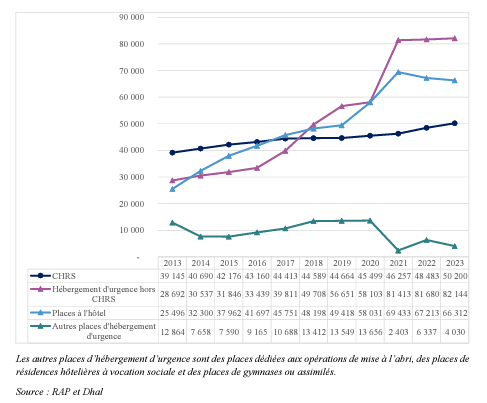 90 000
80 000
70 000
60 000
50 000
40 000
30 000
20 000
10 000
-
2013 2014 2015 2016 2017 2018 2019 2020 2021 2022 2023
CHRS 39 145 40 690 42 176 43 160 44 413 44 589 44 664 45 499 46 257 48 483 50 200
Hébergement d'urgence hors CHRS 28 692 30 537 31 846 33 439 39 811 49 708 56 651 58 103 81 413 81 680 82 144
Places à l'hôtel 25 496 32 300 37 962 41 697 45 751 48 198 49 418 58 031 69 433 67 213 66 312
Autres places d'hébergement d'urgence 12 864 7 658 7 590 9 165 10 688 13 412 13 549 13 656 2 403 6 337 4 030
Les autres places d'hébergement d'urgence sont des places dédiées aux opérations de mise à l'abri, des places de
résidences hôtelières à vocation sociale et des places de gymnases ou assimilés.
Source : RAP et Dhal